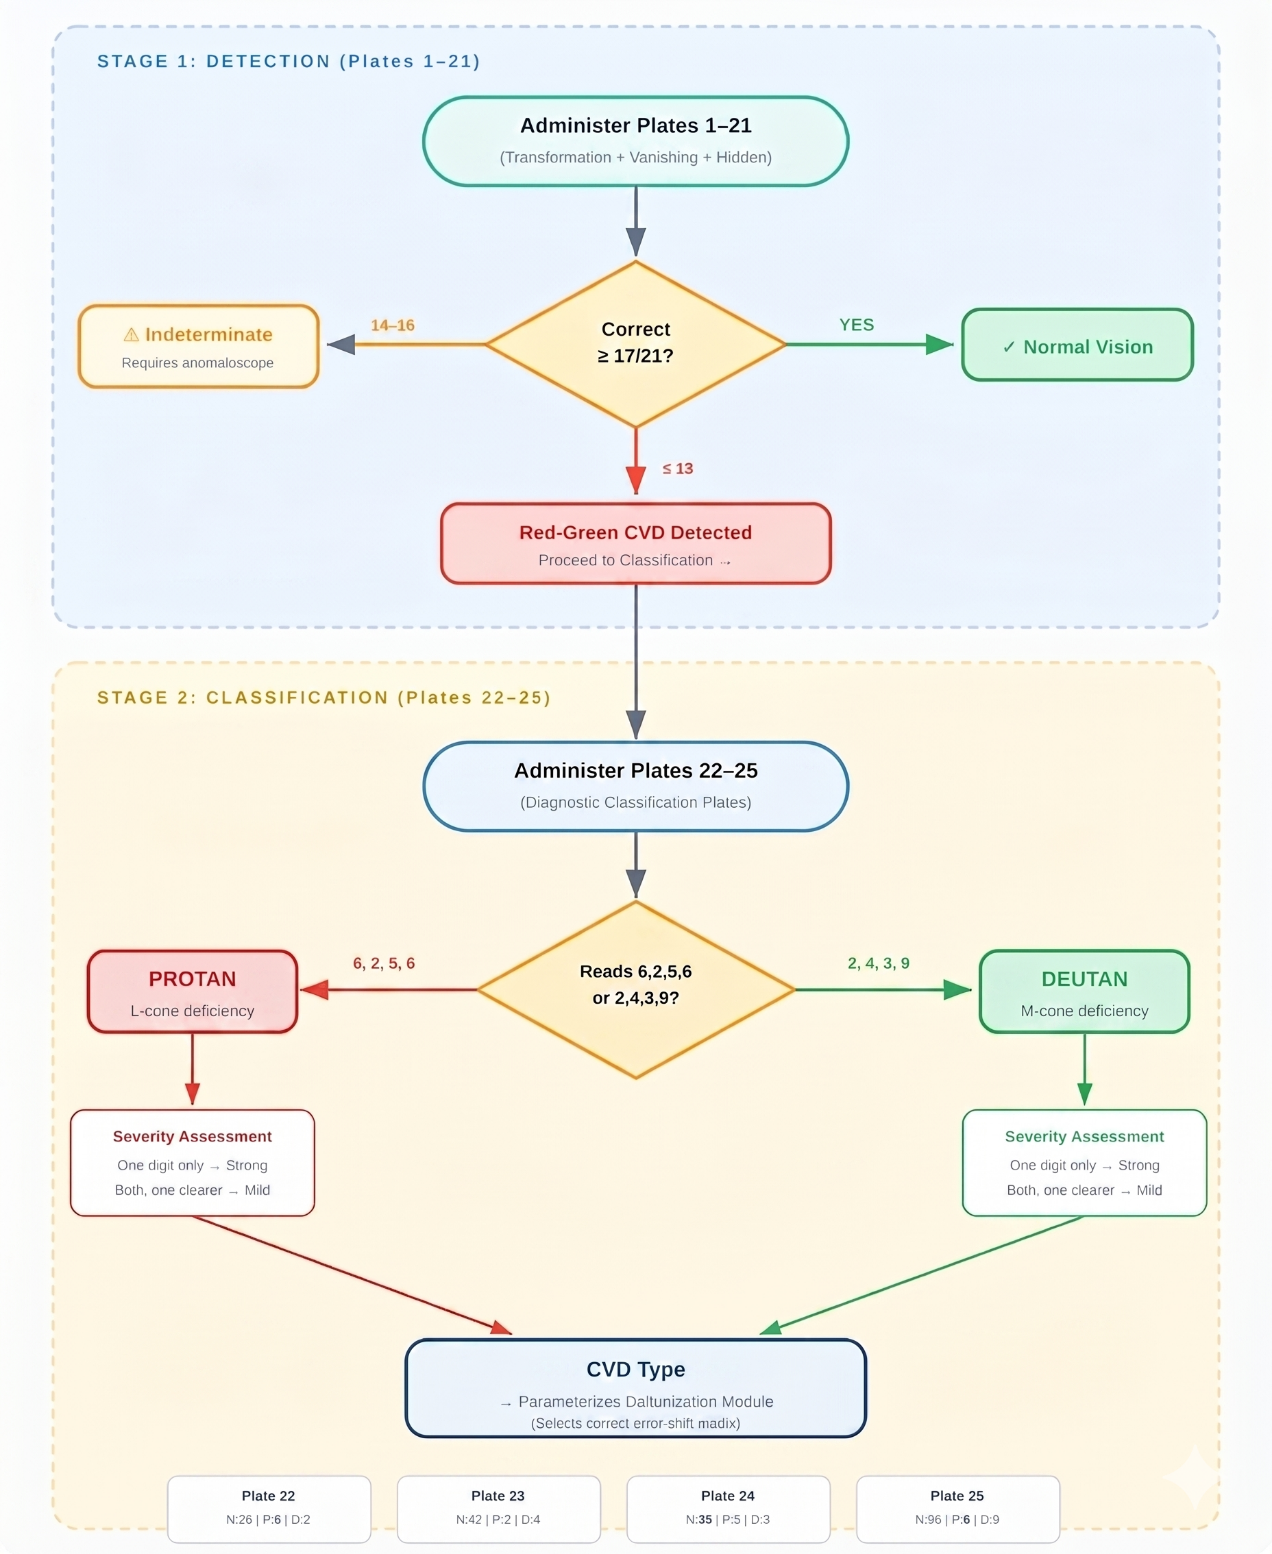 STAGE 1: DETECTION (Plates 1–21)
Administer Plates 1–21
(Transformation + Vanishing + Hidden)
Correct
≥ 17/21?
14–16
⚠ Indeterminate
Requires anomaloscope
YES
✓ Normal Vision
≤ 13
Red-Green CVD Detected
Proceed to Classification →
STAGE 2: CLASSIFICATION (Plates 22–25)
Administer Plates 22–25
(Diagnostic Classification Plates)
Reads 6,2,5,6
or 2,4,3,9?
6, 2, 5, 6
PROTAN
L-cone deficiency
2, 4, 3, 9
DEUTAN
M-cone deficiency
Severity Assessment
One digit only → Strong
Both, one clearer → Mild
Severity Assessment
One digit only → Strong
Both, one clearer → Mild
CVD Type
→ Parameterizes Daltunization Module
(Selects correct error-shift madix)
Plate 22
N:26 | P:6 | D:2
Plate 23
N:42 | P:2 | D:4
Plate 24
N:35 | P:5 | D:3
Plate 25
N:96 | P:6 | D:9